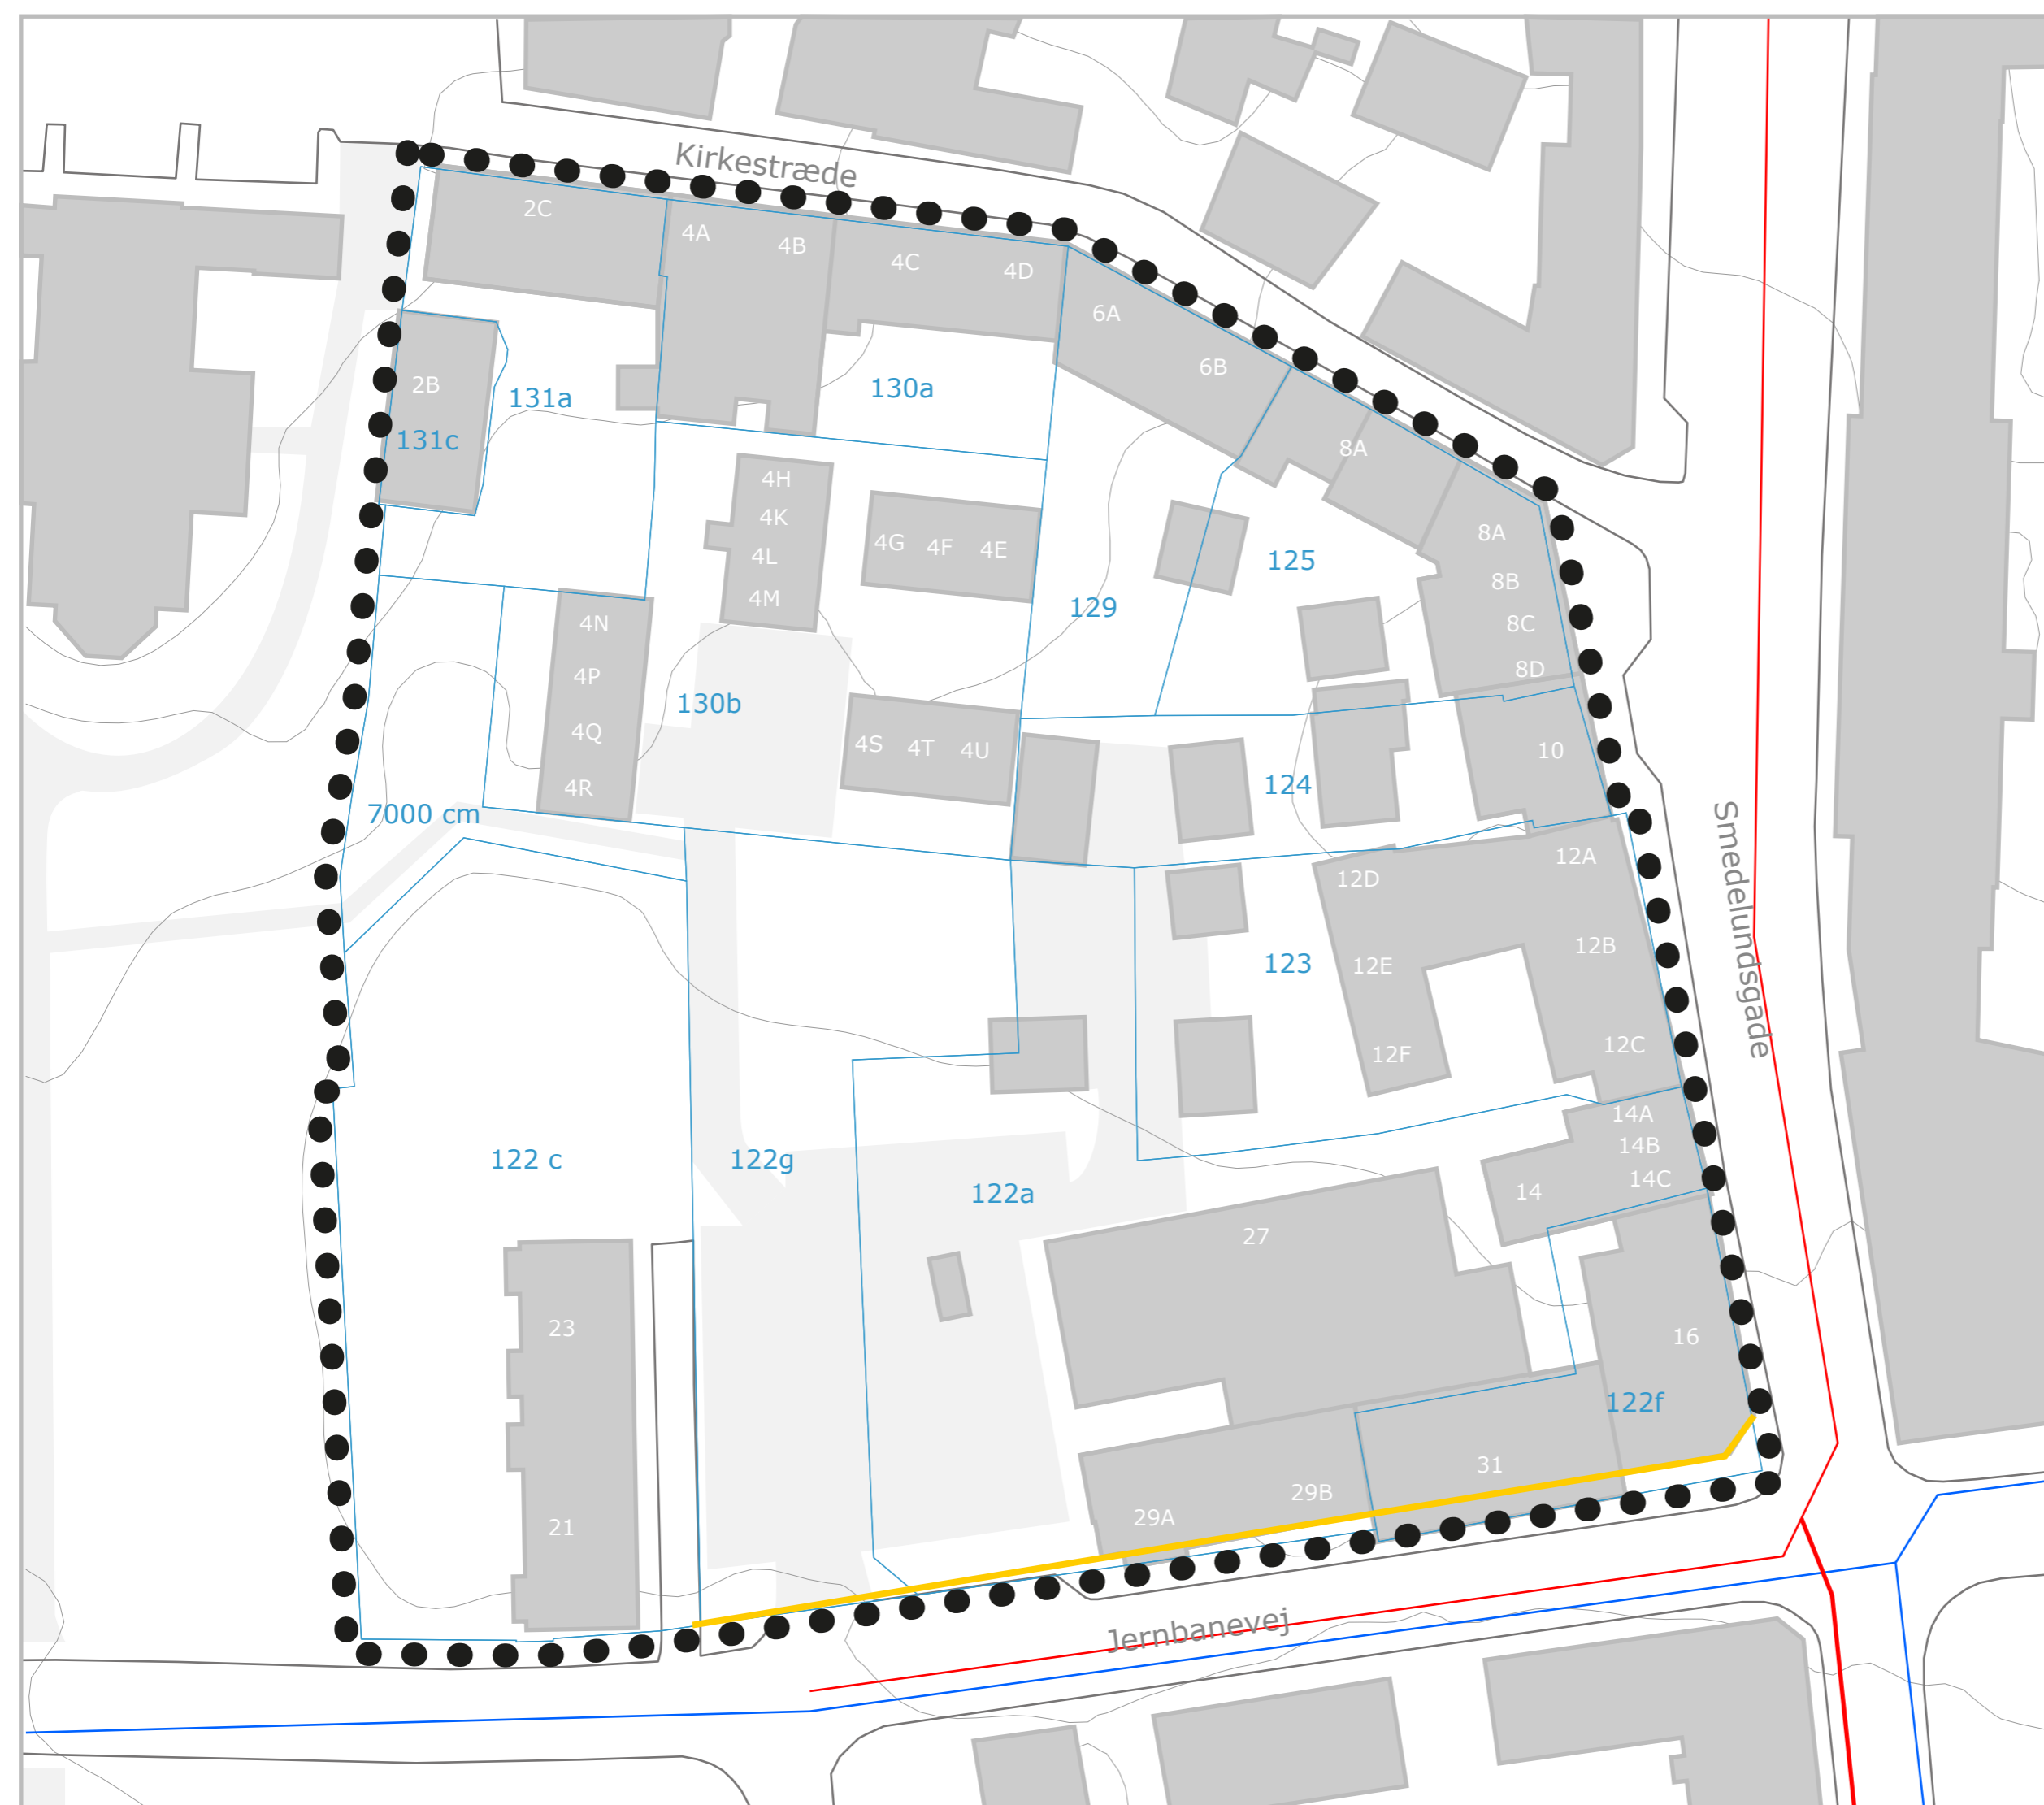 Kirkestræde
2C
4A
4B
4C
4D
6A
6B
2B
131a
130a
131c
8A
4H
4K
4L
4M
4G 4F 4E
8A
8B
8C
8D
125
129
4N
4P
4Q
4R
130b
4S 4T 4U
10
124
7000 cm
Smedelundsgade
12A
12D
12B
12E
123
12C
12F
14A
14B
14C
14
122 c
122g
122a
27
23
16
122f
31
29B
29A
21
Jernbanevej